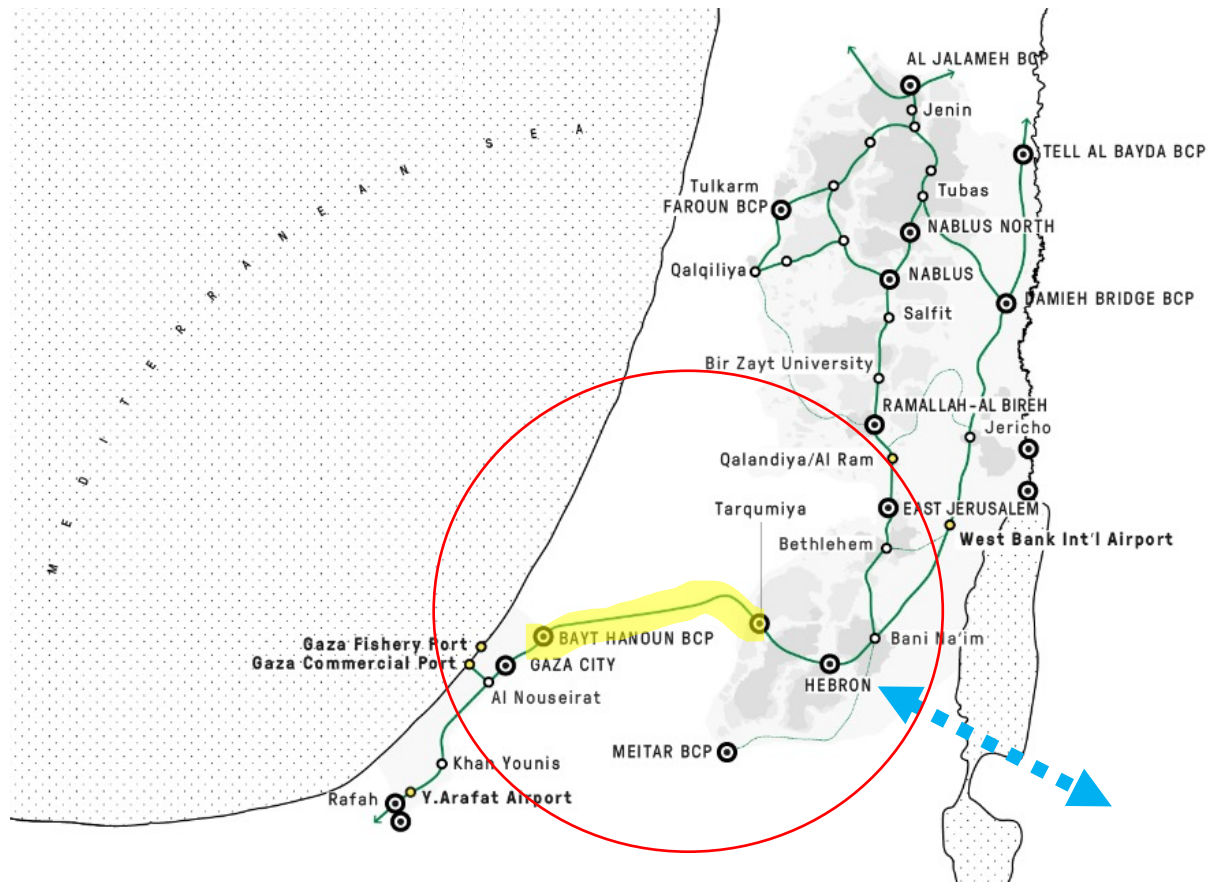 AL JALAMEH BCP
Jenin
TELL AL BAYDA BCP
MEDITERRANEAN SEA
Tulkarm
FAROUN BCP
Tubas
NABLUS NORTH
Qalqiliya
NABLUS
DAMIEH BRIDGE BCP
Salfit
Bir Zayt University
RAMALLAH-AL BIREH
Jericho
Qalandiya/Al Ram
Tarqumiya
EAST JERUSALEM
Bethlehem
West Bank Int'l Airport
BAYT HANOUN BCP
Bani Na'im
Gaza Fishery Port
Gaza Commercial Port
GAZA CITY
HEBRON
Al Nouseirat
MEITAR BCP
Khan Younis
Rafah
Y.Arafat Airport